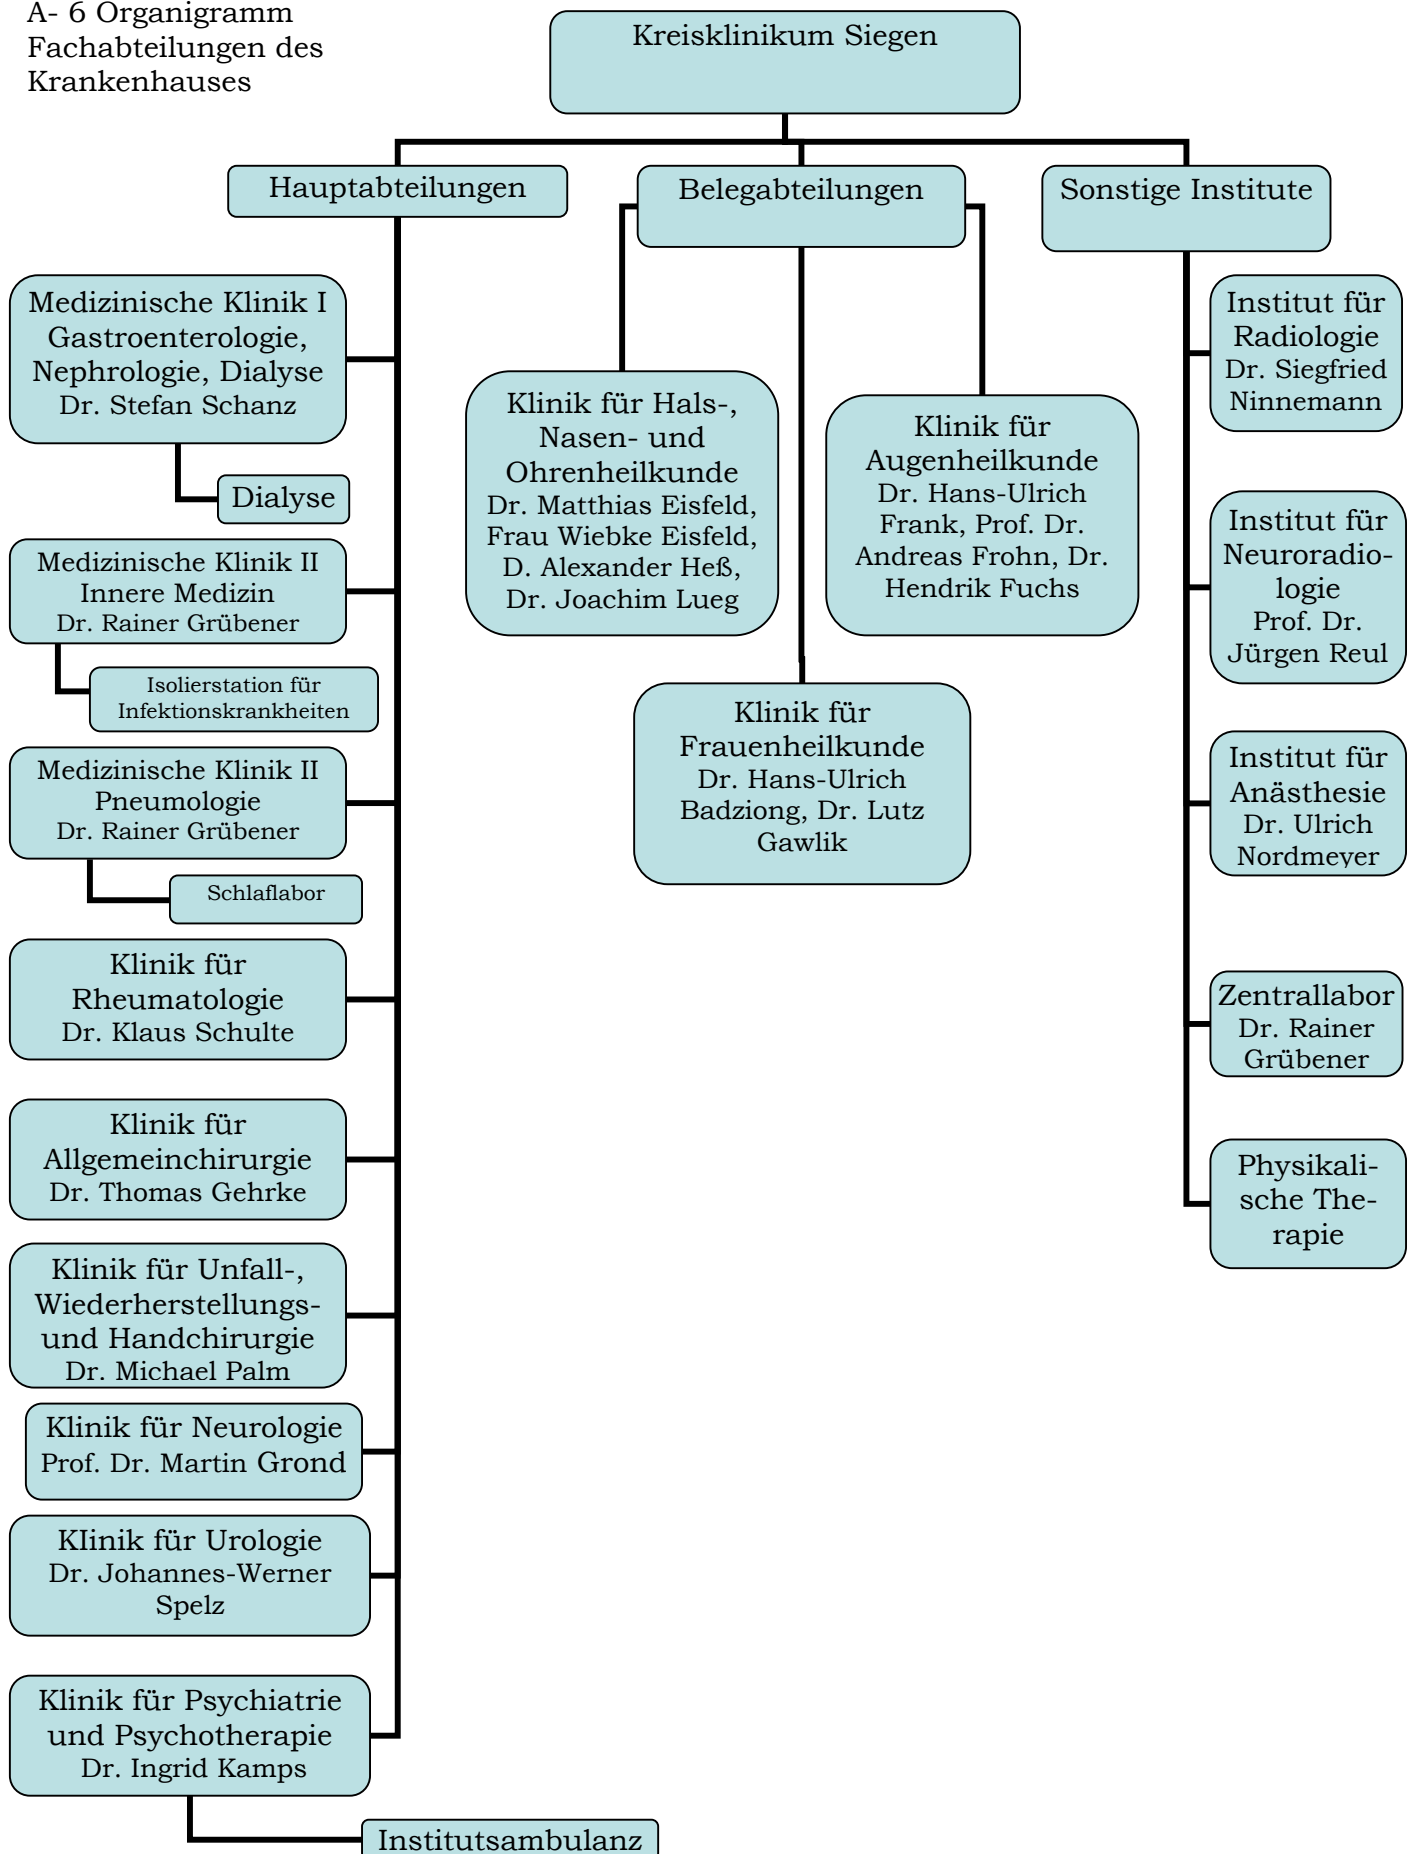 A- 6 Organigramm
Fachabteilungen des
Krankenhauses
Kreisklinikum Siegen
Hauptabteilungen
Belegabteilungen
Sonstige Institute
Medizinische Klinik I
Gastroenterologie,
Nephrologie, Dialyse
Dr. Stefan Schanz
Dialyse
Medizinische Klinik II
Innere Medizin
Dr. Rainer Grübener
Isolierstation für
Infektionskrankheiten
Medizinische Klinik II
Pneumologie
Dr. Rainer Grübener
Schlaflabor
Klinik für
Rheumatologie
Dr. Klaus Schulte
Klinik für
Allgemeinchirurgie
Dr. Thomas Gehrke
Klinik für Unfall-,
Wiederherstellungs-
und Handchirurgie
Dr. Michael Palm
Klinik für Neurologie
Prof. Dr. Martin Grond
KIinik für Urologie
Dr. Johannes-Werner
Spelz
Klinik für Psychiatrie
und Psychotherapie
Dr. Ingrid Kamps
Institutsambulanz
Klinik für Hals-,
Nasen- und
Ohrenheilkunde
Dr. Matthias Eisfeld,
Frau Wiebke Eisfeld,
D. Alexander Heß,
Dr. Joachim Lueg
Klinik für
Augenheilkunde
Dr. Hans-Ulrich
Frank, Prof. Dr.
Andreas Frohn, Dr.
Hendrik Fuchs
Klinik für
Frauenheilkunde
Dr. Hans-Ulrich
Badziong, Dr. Lutz
Gawlik
Institut für
Radiologie
Dr. Siegfried
Ninnemann
Institut für
Neuroradio-
logie
Prof. Dr.
Jürgen Reul
Institut für
Anästhesie
Dr. Ulrich
Nordmeyer
Zentrallabor
Dr. Rainer
Grübener
Physikali-
sche The-
rapie